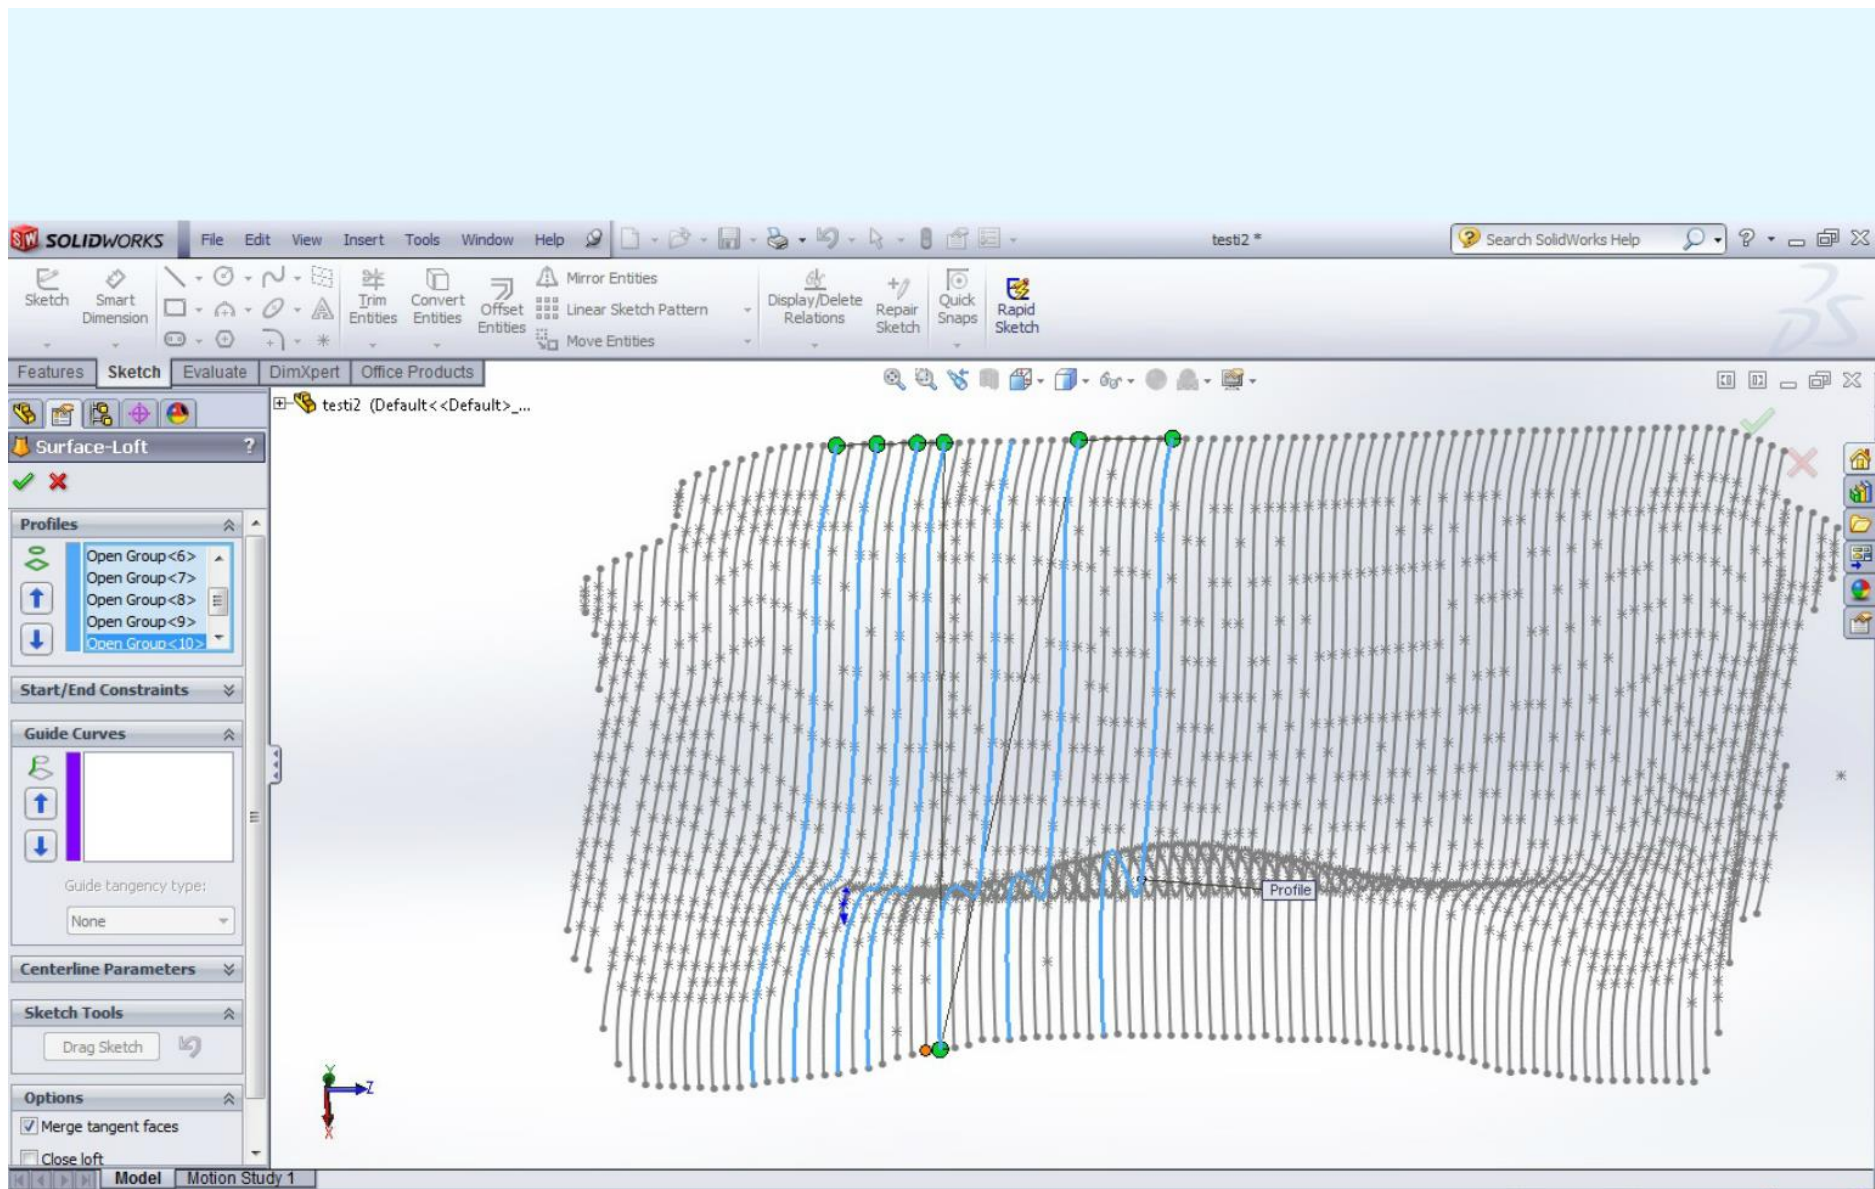 SW SOLIDWORKS File Edit View Insert Tools Window Help testi2 * Search SolidWorks Help ?
Sketch Smart Dimension Trim Entities Convert Entities Offset Entities Mirror Entities
Linear Sketch Pattern
Move Entities
Display/Delete Relations Repair Sketch Quick Snaps Rapid Sketch
Features Sketch Evaluate DimXpert Office Products
testi2 (Default<<Default>_...
Surface-Loft ?
Profiles
Open Group<6>
Open Group<7>
Open Group<8>
Open Group<9>
Open Group<10>
Start/End Constraints
Guide Curves
Guide tangency type:
None
Centerline Parameters
Sketch Tools
Drag Sketch
Options
Merge tangent faces
Close loft
Profile
Y
Z
X
Model Motion Study 1